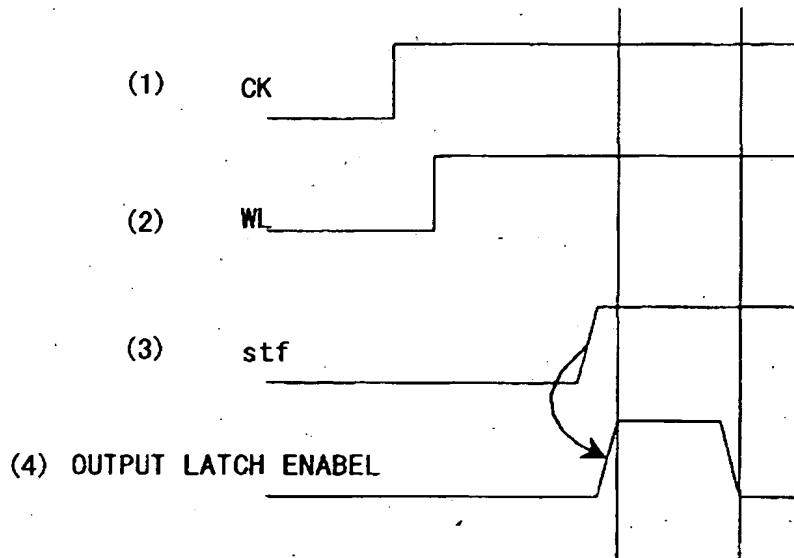 (1) CK
(2) WL
(3) stf
(4) OUTPUT LATCH ENABEL